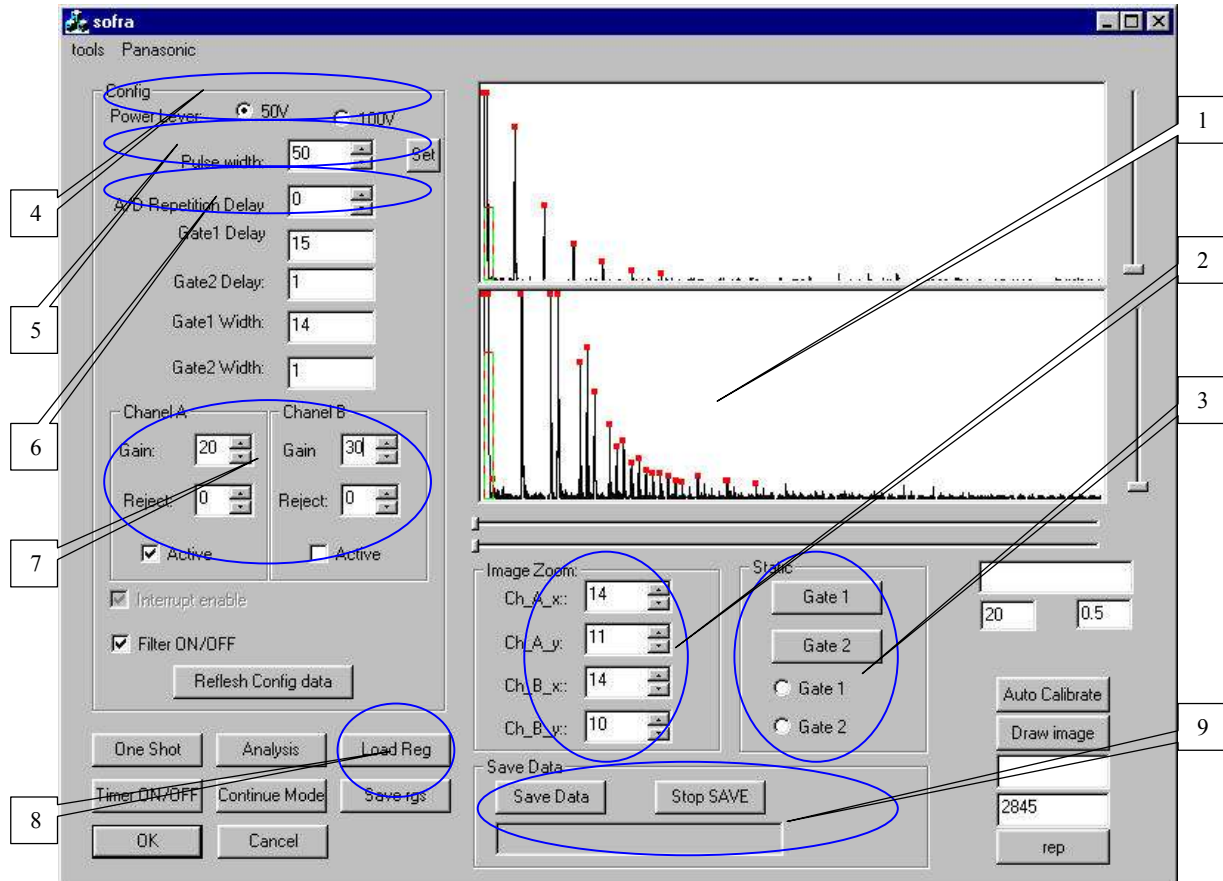 sofra
tools Panasonic
Config
Power Lever: 50V 100V
Pulse width: 50 Set
A/D Repetition Delay 0
Gate1 Delay 15
Gate2 Delay: 1
Gate1 Width: 14
Gate2 Width: 1
Chanel A
Gain: 20
Reject: 0
Active
Chanel B
Gain 30
Reject: 0
Active
Interrupt enable
Filter ON/OFF
Reflesh Config data
One Shot Analysis Load Reg
Timer ON/OFF Continue Mode Save rgs
OK Cancel
Image Zoom:
Ch_A_x:: 14
Ch_A_y: 11
Ch_B_x:: 14
Ch_B_y:: 10
Static
Gate 1
Gate 2
Gate 1
Gate 2
Save Data
Save Data Stop SAVE
20 0.5
Auto Calibrate
Draw image
2845
rep
1
2
3
4
5
6
7
8
9